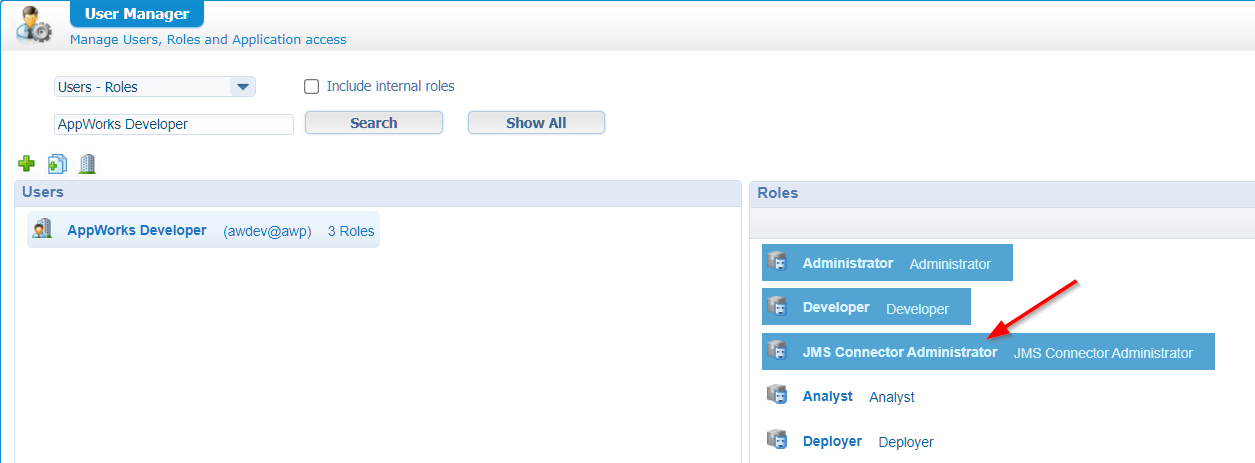 User Manager
Manage Users, Roles and Application access
Users - Roles
Include internal roles
AppWorks Developer
Search
Show All
Users
Roles
AppWorks Developer (awdev@awp) 3 Roles
Administrator Administrator
Developer Developer
JMS Connector Administrator JMS Connector Administrator
Analyst Analyst
Deployer Deployer